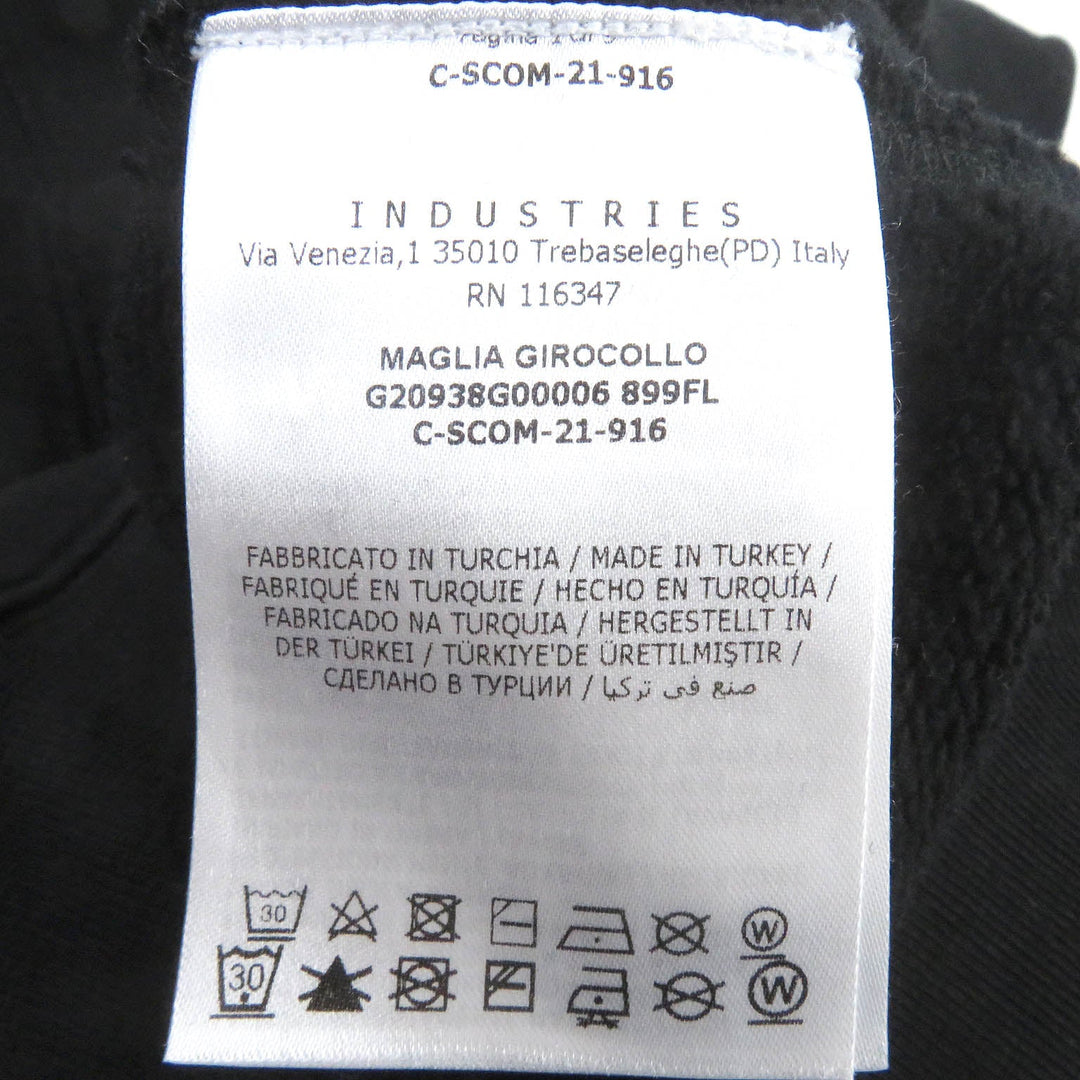 C-SCOM-21-916
INDUSTRIES
Via Venezia,1 35010 Trebaseleghe(PD) Italy
RN 116347
MAGLIA GIROCOLLO
G20938G00006 899FL
C-SCOM-21-916
FABBRICATO IN TURCHIA / MADE IN TURKEY /
FABRIQUÉ EN TURQUIE / HECHO EN TURQUÍA /
FABRICADO NA TURQUIA / HERGESTELLT IN
DER TÜRKEI / TÜRKIYE'DE ÜRETILMIŞTIR /
СДЕЛАНО В ТУРЦИИ / صنع في تركيا
30 W
30 W